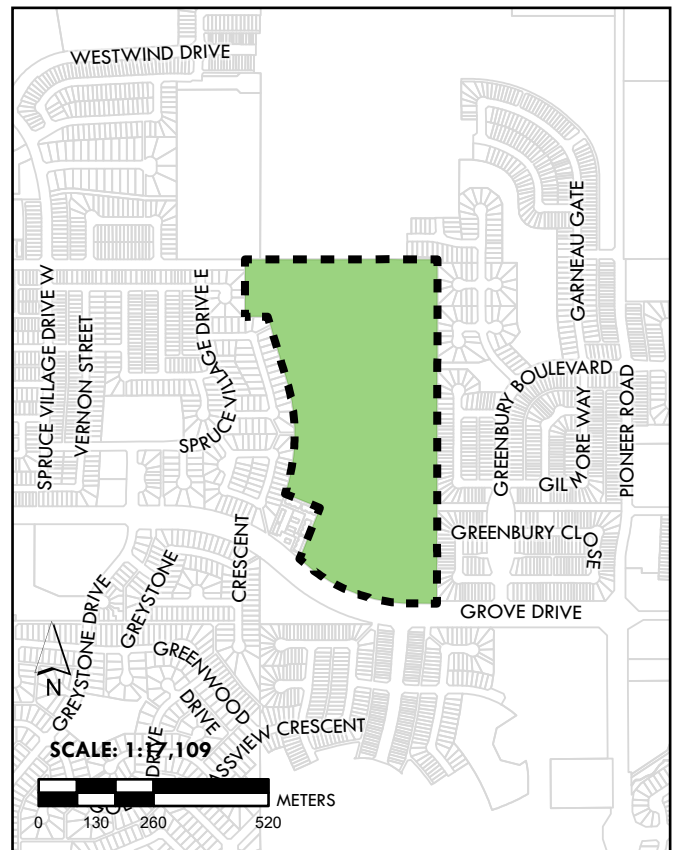 WESTWIND DRIVE
GARNEAU GATE
SPRUCE VILLAGE DRIVE W
VERNON STREET
SPRUCE VILLAGE DRIVE E
GREENBURY BOULEVARD
GILMORE WAY
PIONEER ROAD
GREENBURY CLOSE
GROVE DRIVE
CRESCENT
GREYSTONE
GREYSTONE DRIVE
GREENWOOD
DRIVE
CRESCENT
DRIVE
N
SCALE: 1:17,109
METERS
0 130 260 520